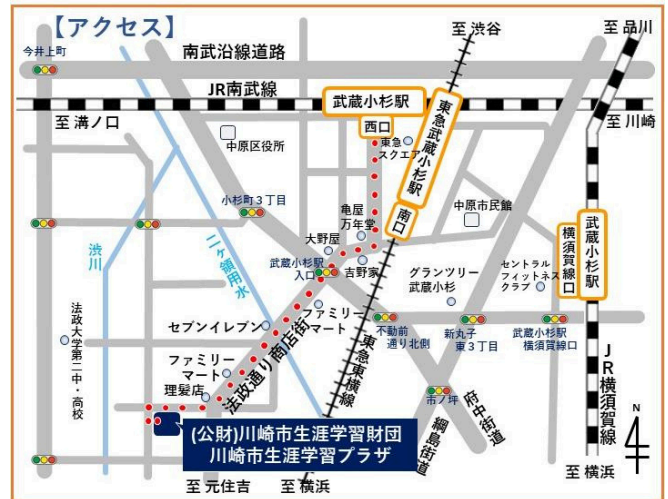 【アクセス】
今井上町
南武沿線道路
至 渋谷
至 品川
JR南武線
武蔵小杉駅
至 溝ノ口
西口
至 川崎
中原区役所
東急
スクエア
東急武蔵小杉駅
小杉町3丁目
亀屋
万年堂
南口
中原市民館
横須賀線口
武蔵小杉駅
渋川
二ヶ領用水
大野屋
武蔵小杉駅
入口
吉野家
グランツリー
武蔵小杉
セントラル
フィットネス
クラブ
セブンイレブン
ファミリー
マート
不動前
通り北側
新丸子
東3丁目
武蔵小杉駅
横須賀線口
法政大学第二中・高校
ファミリー
マート
法政通り商店街
東急東横線
理髪店
市ノ坪
府中街道
綱島街道
JR横須賀線
N
(公財)川崎市生涯学習財団
川崎市生涯学習プラザ
至 元住吉
至 横浜
至 横浜